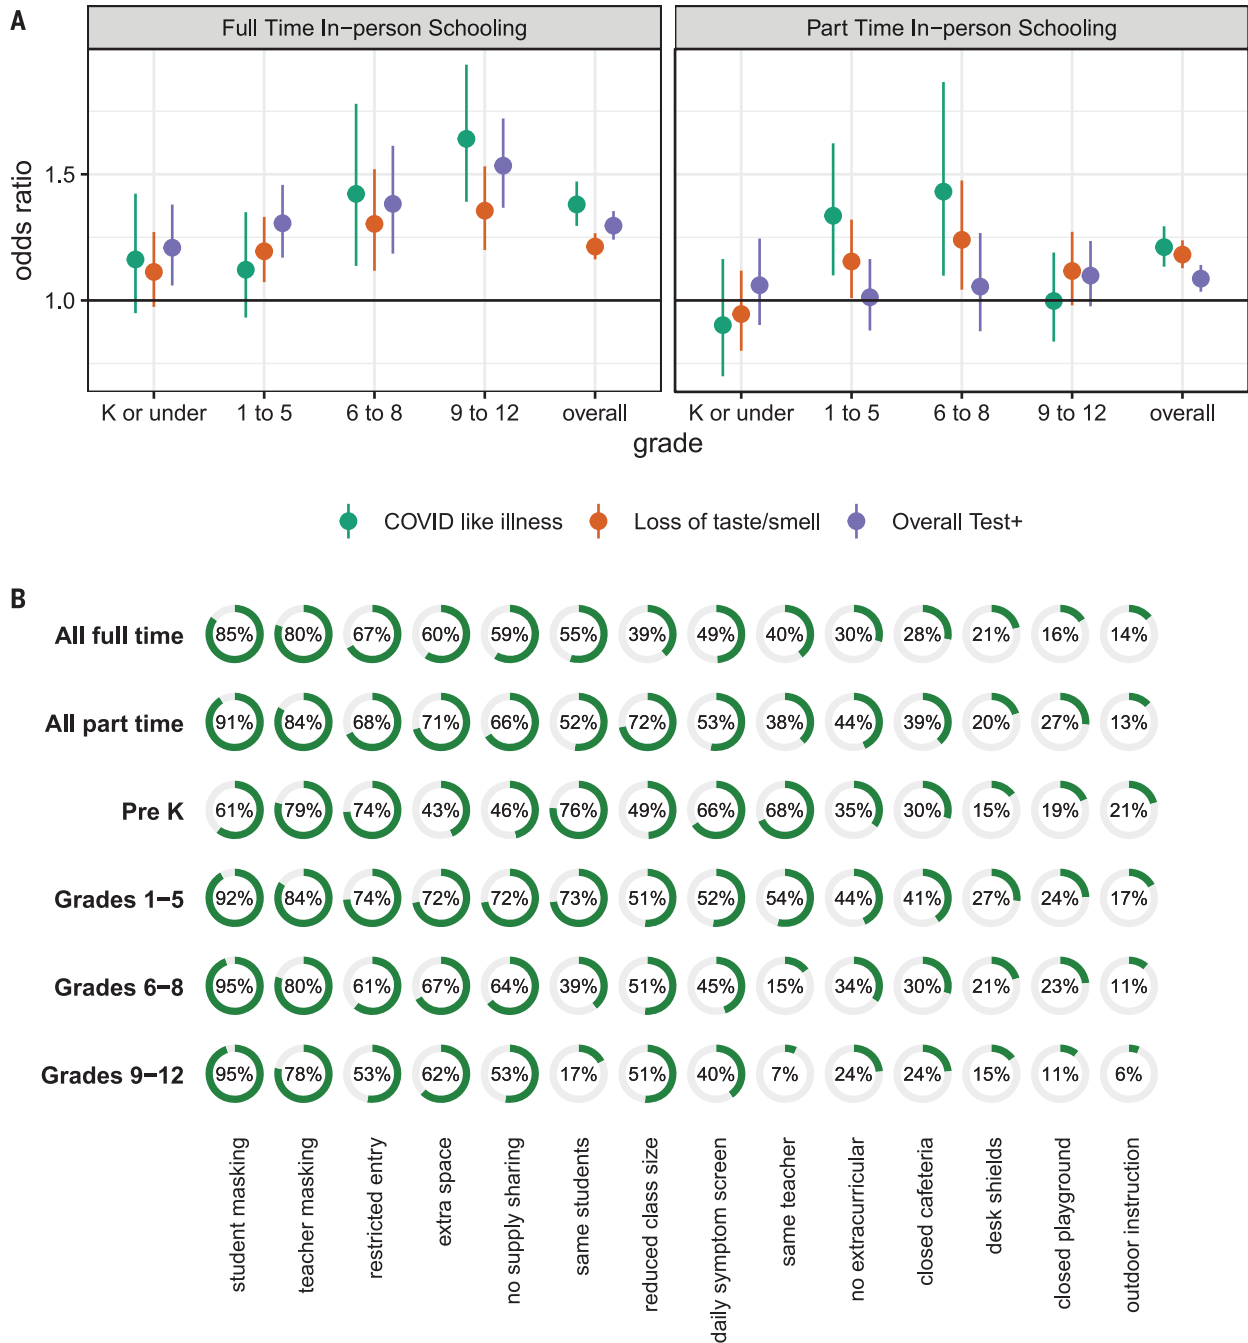 A
Full Time In-person Schooling
Part Time In-person Schooling
odds ratio
1.5
1.0
K or under 1 to 5 6 to 8 9 to 12 overall
K or under 1 to 5 6 to 8 9 to 12 overall
grade
COVID like illness Loss of taste/smell Overall Test+
B
All full time 85% 80% 67% 60% 59% 55% 39% 49% 40% 30% 28% 21% 16% 14%
All part time 91% 84% 68% 71% 66% 52% 72% 53% 38% 44% 39% 20% 27% 13%
Pre K 61% 79% 74% 43% 46% 76% 49% 66% 68% 35% 30% 15% 19% 21%
Grades 1−5 92% 84% 74% 72% 72% 73% 51% 52% 54% 44% 41% 27% 24% 17%
Grades 6−8 95% 80% 61% 67% 64% 39% 51% 45% 15% 34% 30% 21% 23% 11%
Grades 9−12 95% 78% 53% 62% 53% 17% 51% 40% 7% 24% 24% 15% 11% 6%
student masking
teacher masking
restricted entry
extra space
no supply sharing
same students
reduced class size
daily symptom screen
same teacher
no extracurricular
closed cafeteria
desk shields
closed playground
outdoor instruction